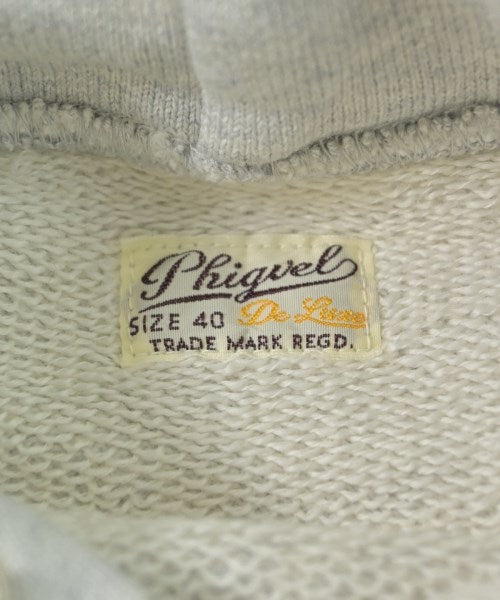 Phigvel
SIZE 40 De Luxe
TRADE MARK REGD.